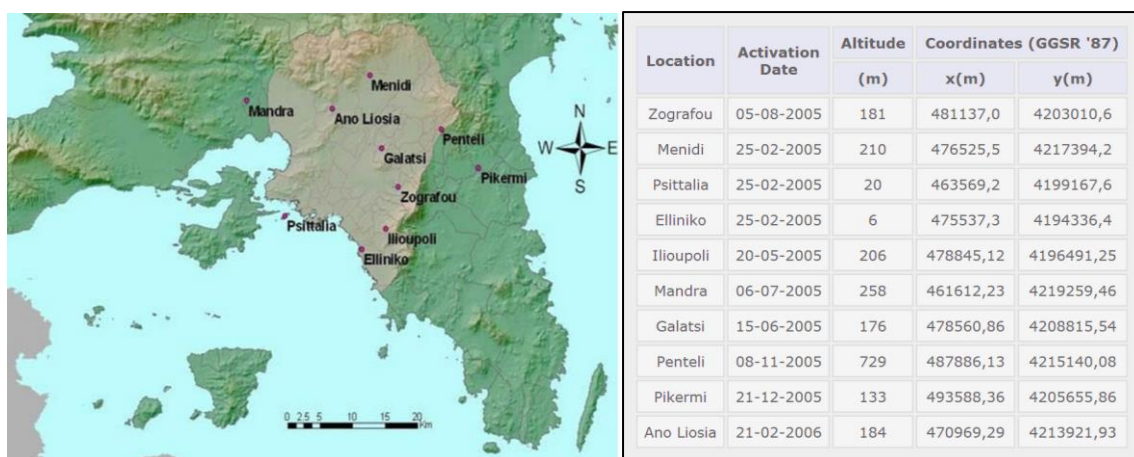 Menidi
Mandra
Ano Liosia
Penteli
Galatsi
Pikermi
Zografou
Psittalia
Ilioupoli
Elliniko
N
W E
S
0 2.5 5 10 15 20
Km
Location Activation Date Altitude Coordinates (GGSR '87)
(m) x(m) y(m)
Zografou 05-08-2005 181 481137,0 4203010,6
Menidi 25-02-2005 210 476525,5 4217394,2
Psittalia 25-02-2005 20 463569,2 4199167,6
Elliniko 25-02-2005 6 475537,3 4194336,4
Ilioupoli 20-05-2005 206 478845,12 4196491,25
Mandra 06-07-2005 258 461612,23 4219259,46
Galatsi 15-06-2005 176 478560,86 4208815,54
Penteli 08-11-2005 729 487886,13 4215140,08
Pikermi 21-12-2005 133 493588,36 4205655,86
Ano Liosia 21-02-2006 184 470969,29 4213921,93